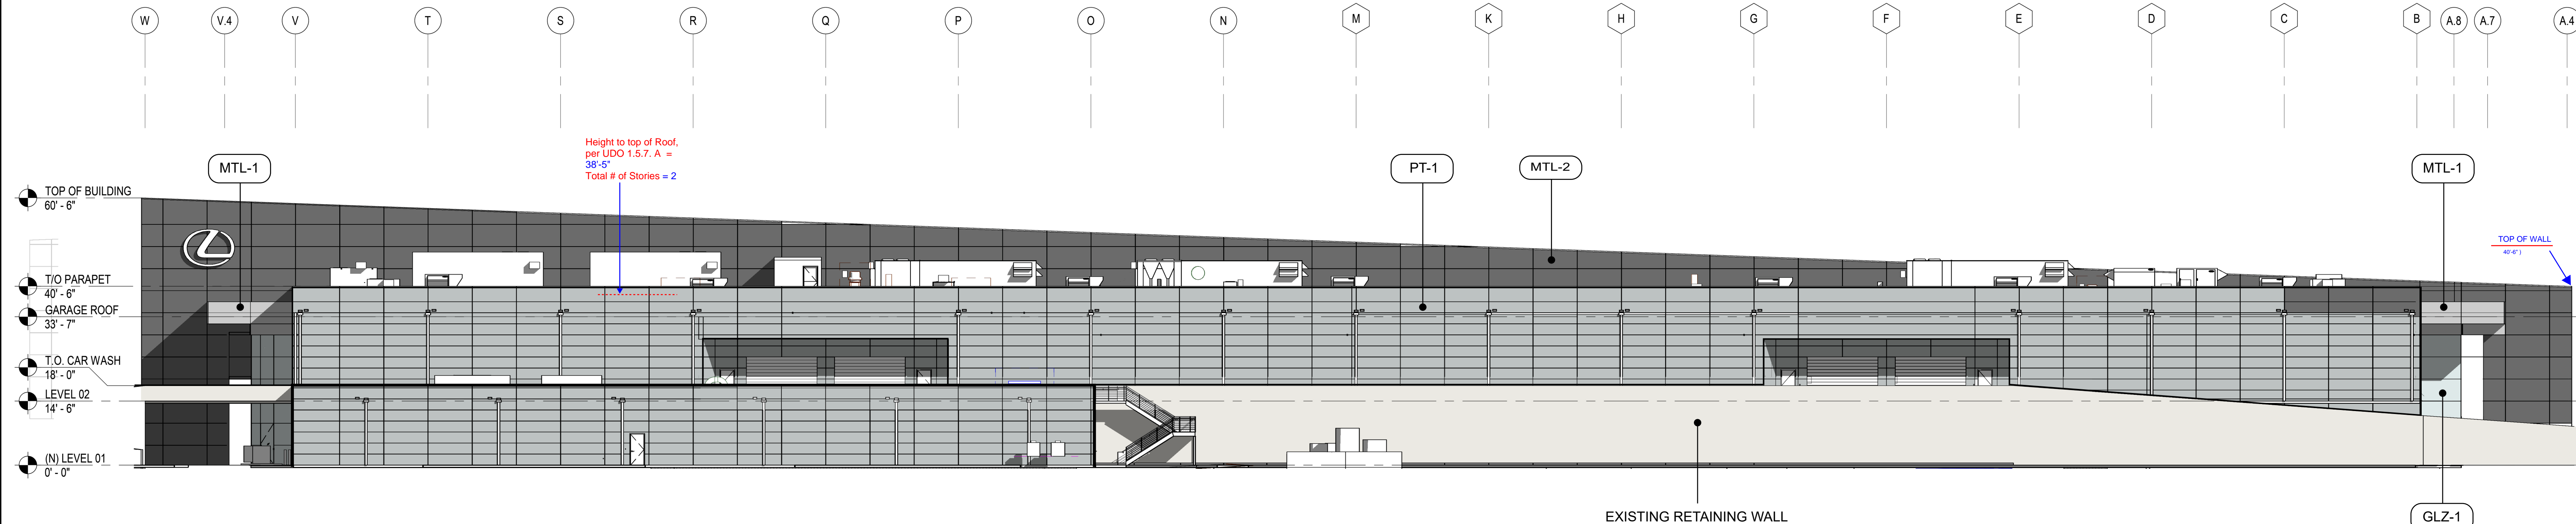 W
V.4
V
T
S
R
Q
P
O
N
M
K
H
G
F
E
D
C
B
A.8
A.7
A.4
Height to top of Roof,
per UDO 1.5.7. A =
38'-5"
Total # of Stories = 2
MTL-1
PT-1
MTL-2
MTL-1
TOP OF BUILDING
60' - 6"
TOP OF WALL
40'-6" )
T/O PARAPET
40' - 6"
GARAGE ROOF
33' - 7"
T.O. CAR WASH
18' - 0"
LEVEL 02
14' - 6"
(N) LEVEL 01
0' - 0"
EXISTING RETAINING WALL
GLZ-1